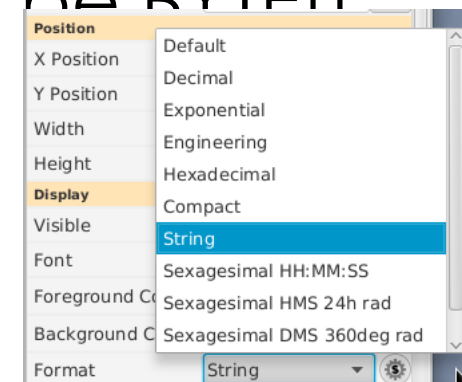 Position
X Position
Y Position
Width
Height
Display
Visible
Font
Foreground
Background
Format
String
Default
Decimal
Exponential
Engineering
Hexadecimal
Compact
String
Sexagesimal HH:MM:SS
Sexagesimal HMS 24h rad
Sexagesimal DMS 360deg rad